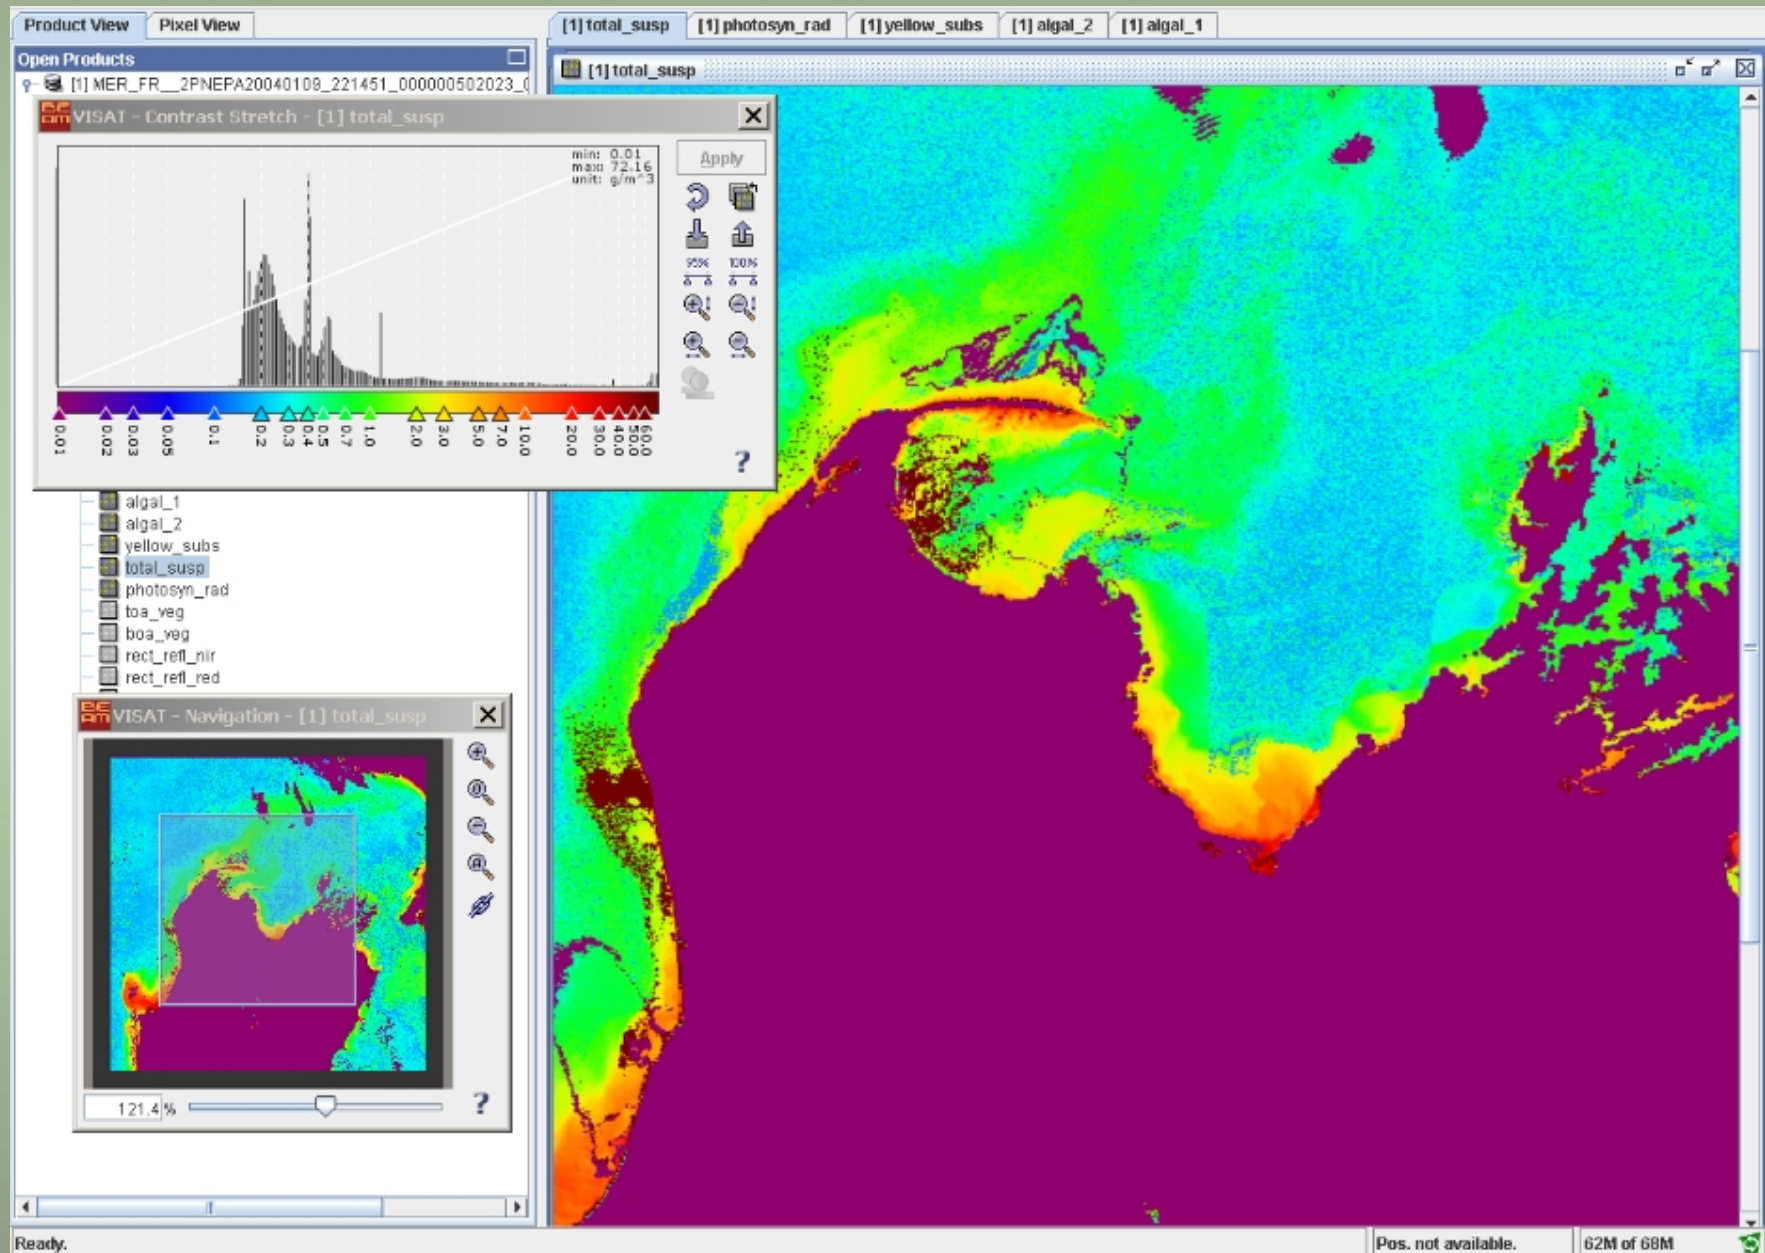 Product View
Pixel View
[1] total_susp
[1] photosyn_rad
[1] yellow_subs
[1] algal_2
[1] algal_1
Open Products
[1] total_susp
[1] MER_FR__2PNEPA20040109_221451_000000502023_
BEAM VISAT - Contrast Stretch - [1] total_susp
min: 0.01
max: 72.16
unit: g/m^3
Apply
95%
100%
0.01
0.02
0.03
0.05
0.1
0.2
0.3
0.4
0.5
0.7
1.0
2.0
3.0
5.0
7.0
10.0
20.0
30.0
40.0
50.0
60.0
?
algal_1
algal_2
yellow_subs
total_susp
photosyn_rad
toa_veg
boa_veg
rect_refl_nir
rect_refl_red
BEAM VISAT - Navigation - [1] total_susp
121.4 %
?
Ready.
Pos. not available.
62M of 68M